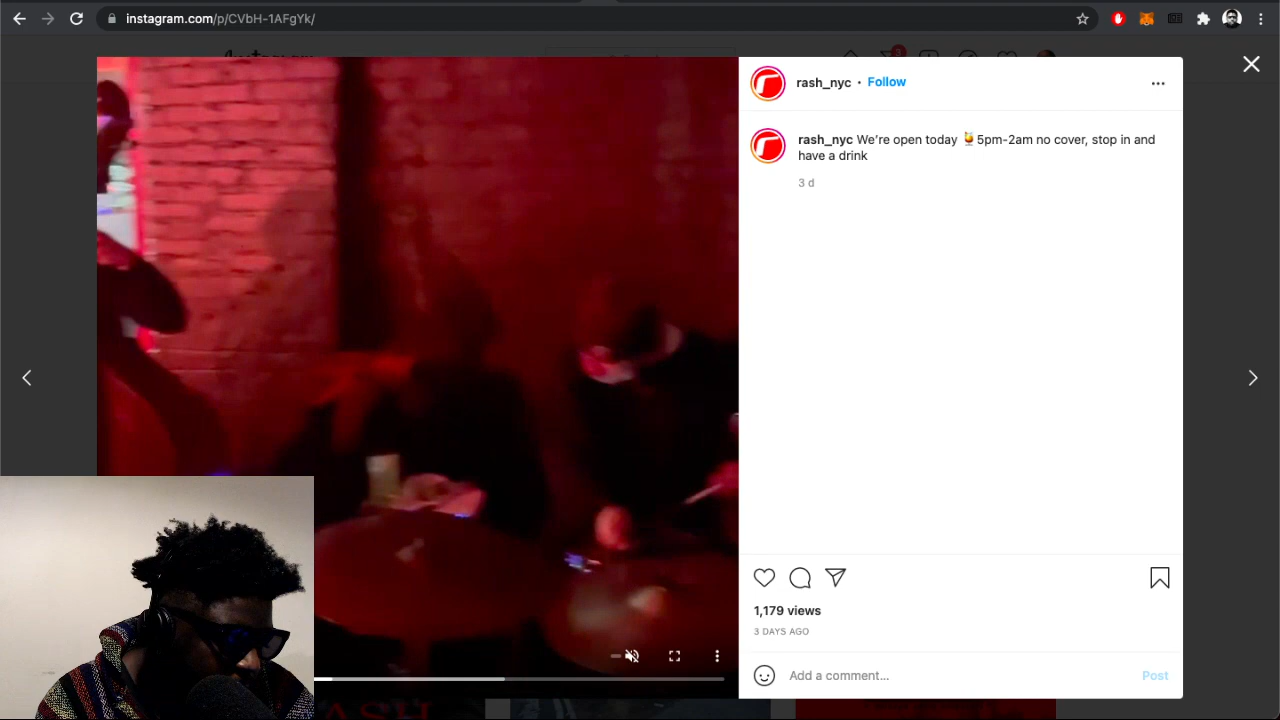 instagram.com/p/CVbH-1AFgYk/
3
rash_nyc • Follow
rash_nyc We're open today 🍹5pm-2am no cover, stop in and
have a drink
3 d
1,179 views
3 DAYS AGO
Add a comment...
Post